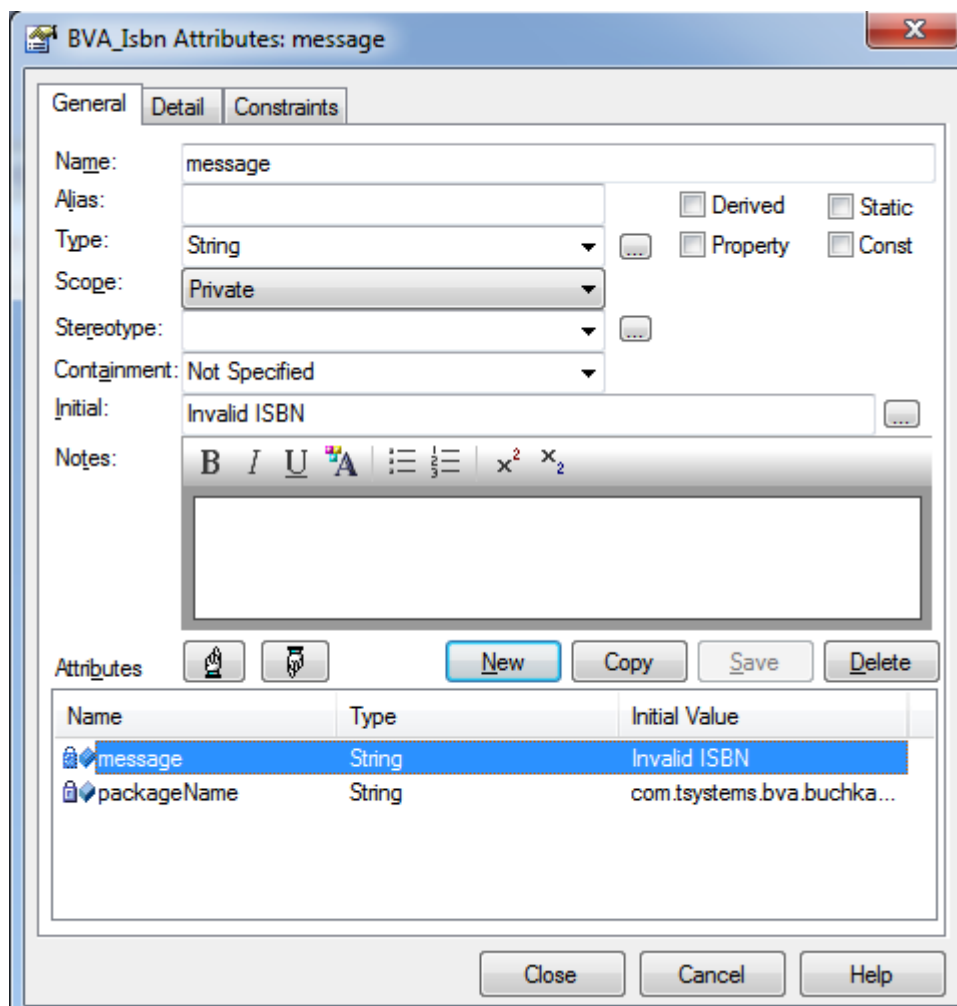 BVA_Isbn Attributes: message
General Detail Constraints
Name: message
Alias: Derived Static
Type: String ... Property Const
Scope: Private
Stereotype: ...
Containment: Not Specified
Initial: Invalid ISBN ...
Notes: B I U A x2 x2
Attributes New Copy Save Delete
Name Type Initial Value
message String Invalid ISBN
packageName String com.tsystems.bva.buchka...
Close Cancel Help